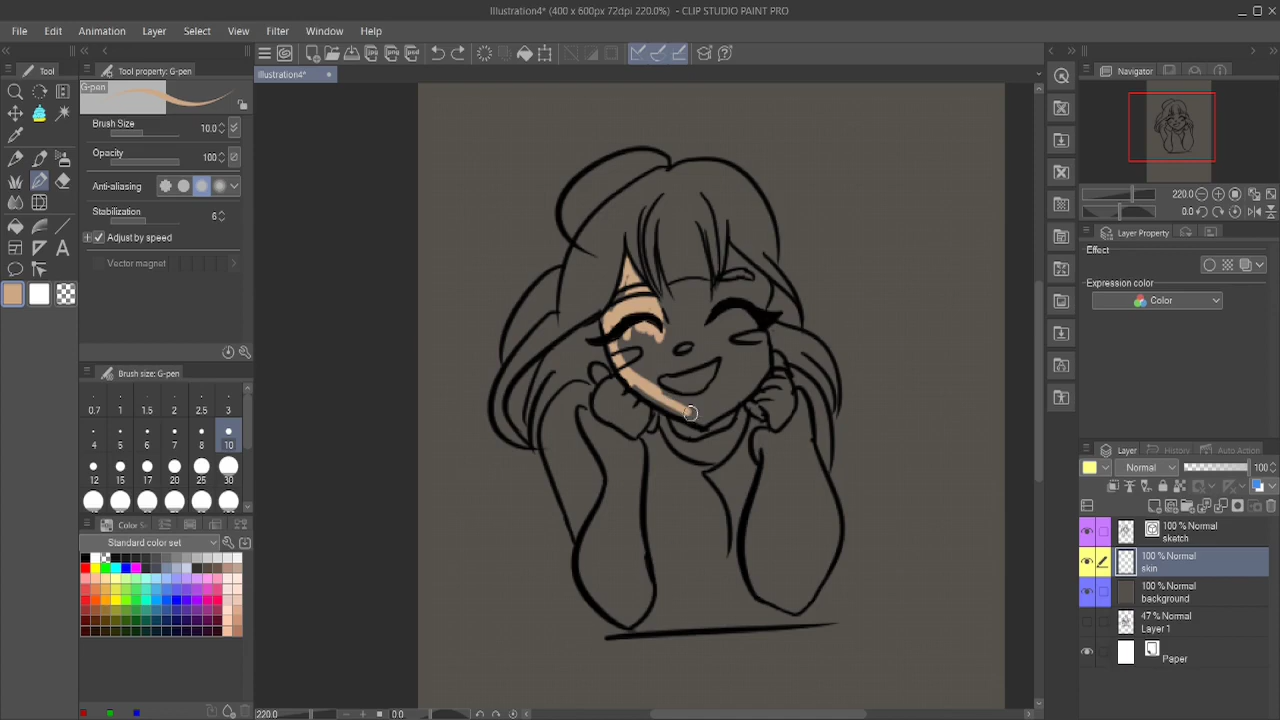 Illustration4* (400 x 600px 72dpi 220.0%) - CLIP STUDIO PAINT PRO
File Edit Animation Layer Select View Filter Window Help
Tool
Tool property: G-pen
Illustration4*
Navigator
G-pen
Brush Size 10.0
Opacity 100
Anti-aliasing
Stabilization 6
Adjust by speed
Vector magnet
220.0
0.0
Layer Property
Effect
Expression color
Color
Brush size: G-pen
0.7 1 1.5 2 2.5 3
4 5 6 7 8 10
12 15 17 20 25 30
Color S
Standard color set
Layer History Auto Action
Normal 100
100 % Normal
sketch
100 % Normal
skin
100 % Normal
background
47 % Normal
Layer 1
Paper
220.0 0.0